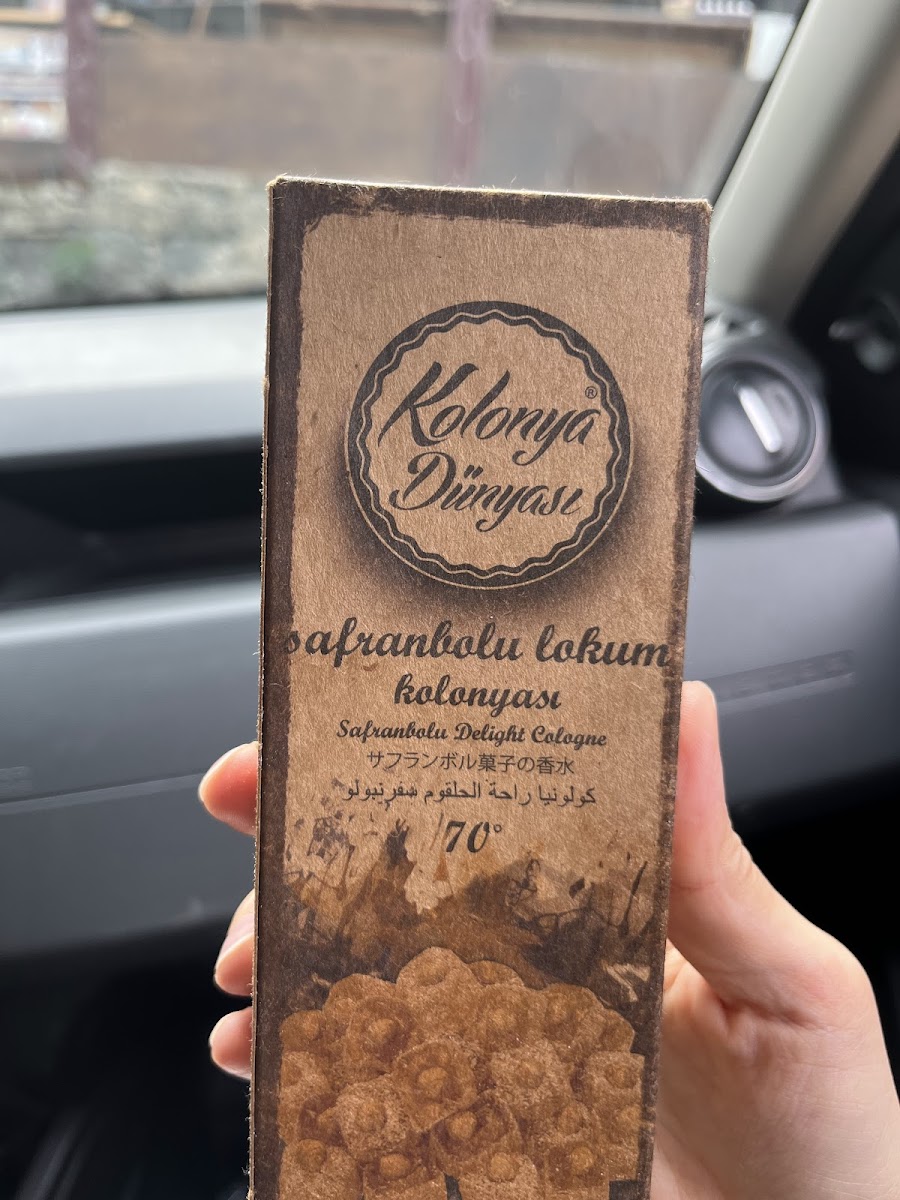 Kolonya®
Dünyası
safranbolu lokum
kolonyası
Safranbolu Delight Cologne
サフランボル菓子の香水
كولونيا راحة الحلقوم سفرنبولو
70°